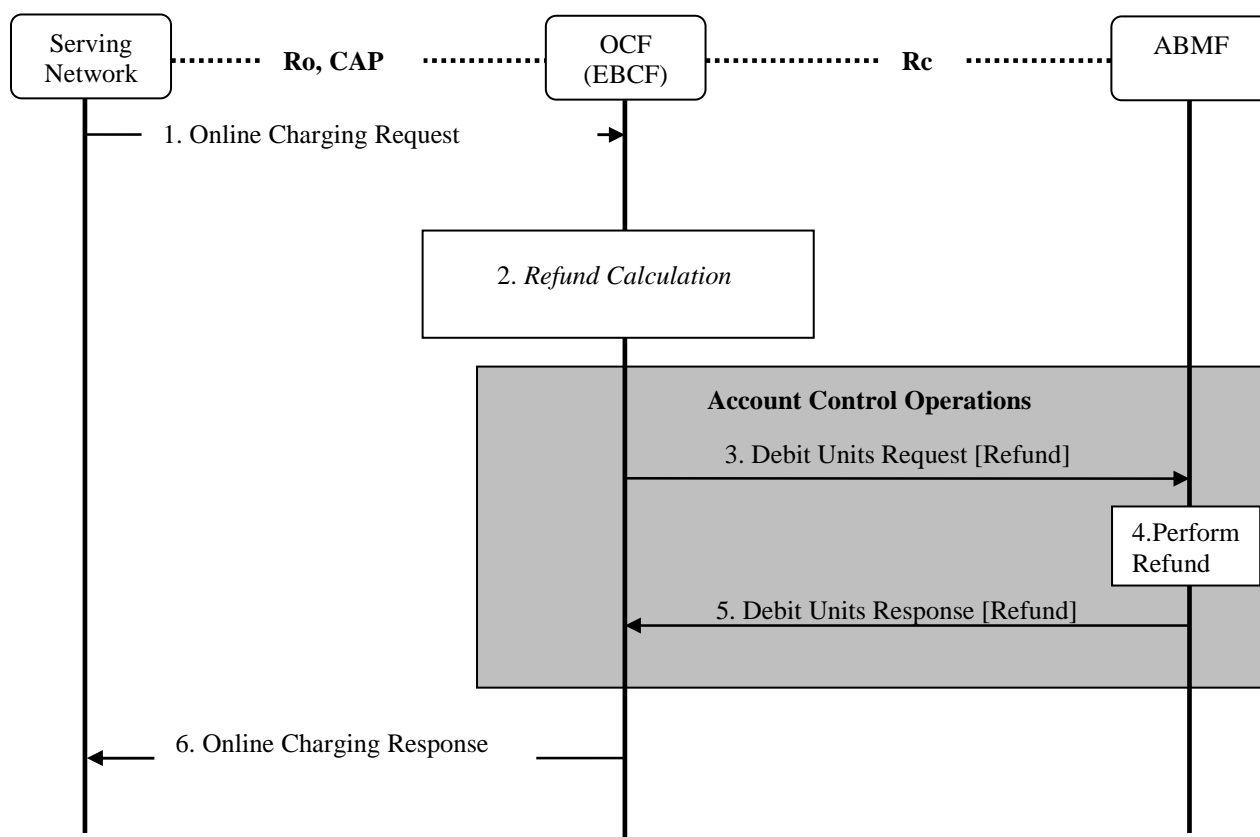 Serving
Network
Ro, CAP
OCF
(EBCF)
Rc
ABMF
1. Online Charging Request
2. Refund Calculation
Account Control Operations
3. Debit Units Request [Refund]
4.Perform
Refund
5. Debit Units Response [Refund]
6. Online Charging Response